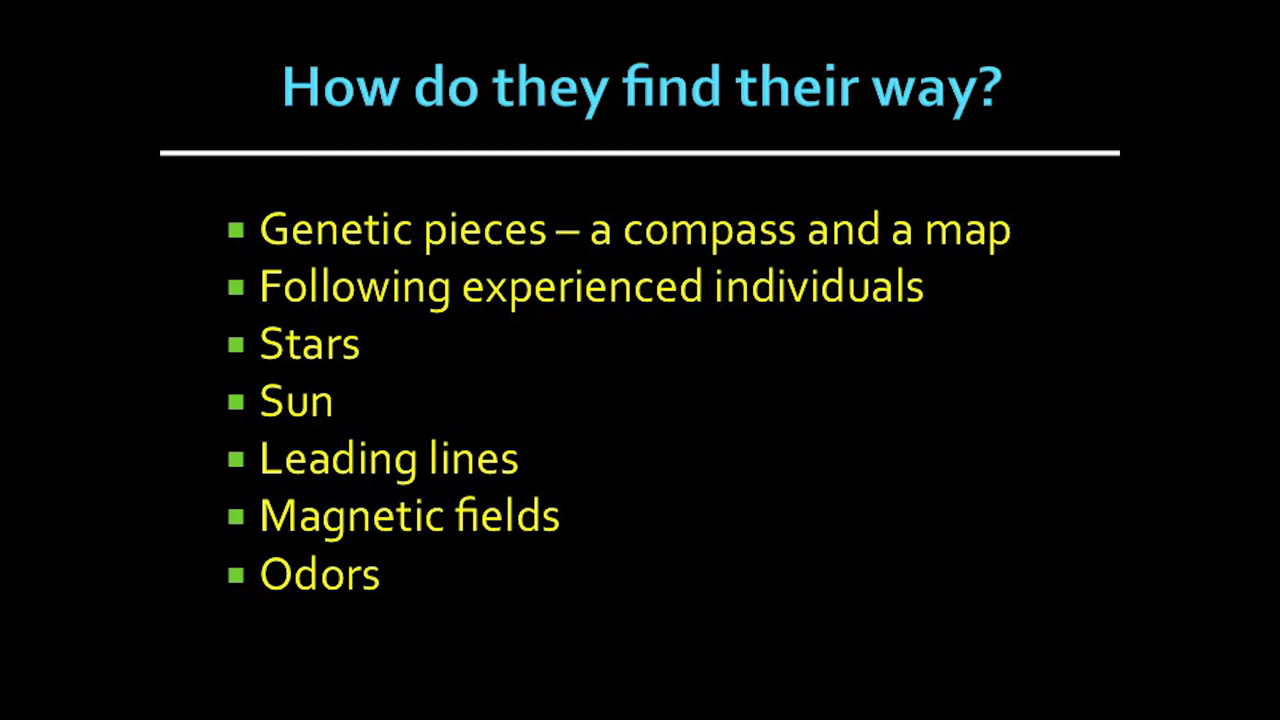 How do they find their way?
▪ Genetic pieces – a compass and a map
▪ Following experienced individuals
▪ Stars
▪ Sun
▪ Leading lines
▪ Magnetic fields
▪ Odors